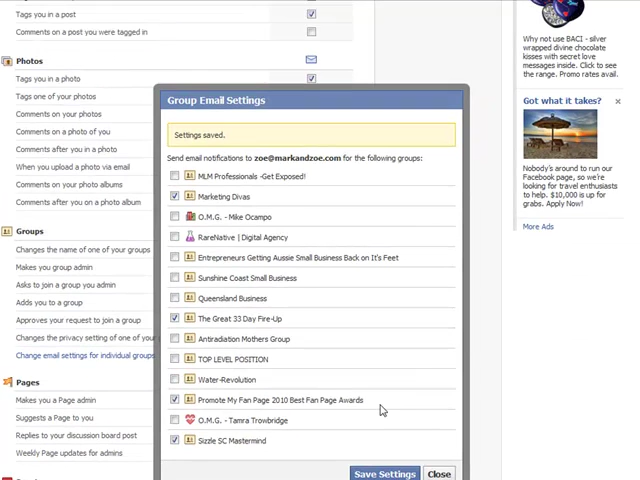 Tags you in a post
Comments on a post you were tagged in
Photos
Tags you in a photo
Tags one of your photos
Comments on your photos
Comments on a photo of you
Comments after you in a photo
When you upload a photo via email
Comments on your photo albums
Comments after you on a photo album
Groups
Changes the name of one of your groups
Makes you a group admin
Asks to join a group you admin
Adds you to a group
Approves your request to join a group
Changes the privacy setting of one of your
Change email settings for individual groups
Pages
Makes you a Page admin
Suggests a Page to you
Replies to your discussion board post
Weekly Page updates for admins
Group Email Settings
Settings saved.
Send email notifications to zoe@markandzoe.com for the following groups:
MLM Professionals -Get Exposed!
Marketing Divas
O.M.G. - Mike Ocampo
RareNative | Digital Agency
Entrepreneurs Getting Aussie Small Business Back on It's Feet
Sunshine Coast Small Business
Queensland Business
The Great 33 Day Fire-Up
Antiradiation Mothers Group
TOP LEVEL POSITION
Water-Revolution
Promote My Fan Page 2010 Best Fan Page Awards
O.M.G. - Tamra Trowbridge
Sizzle SC Mastermind
Save Settings Close
Why not use BACI - silver
wrapped divine chocolate
kisses with secret love
messages inside. Click to see
the range. Promo rates avail.
Got what it takes? x
Nobody's around to run our
Facebook page, so we're
looking for travel enthusiasts
to help. $10,000 is up for
grabs. Apply Now!
More Ads